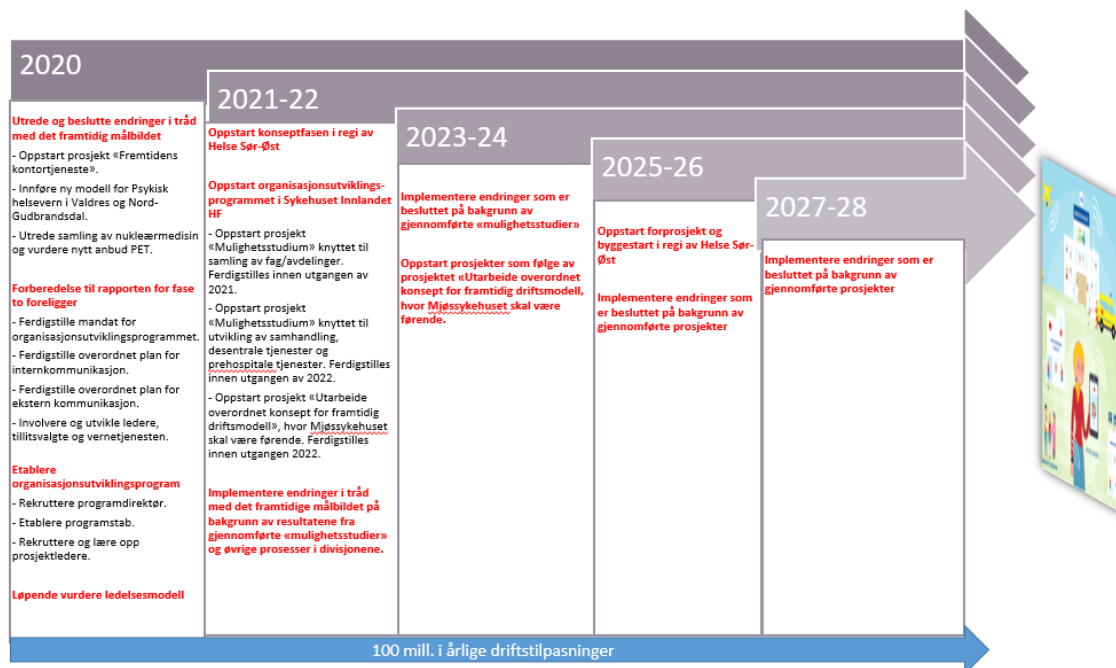 2020
Utrede og beslutte endringer i tråd
med det framtidig målbildet
- Oppstart prosjekt «Fremtidens
kontortjeneste».
- Innføre ny modell for Psykisk
helsevern i Valdres og Nord-
Gudbrandsdal.
- Utrede samling av nukleærmedisin
og vurdere nytt anbud PET.
Forberedelse til rapporten for fase
to foreligger
- Ferdigstille mandat for
organisasjonsutviklingsprogrammet.
- Ferdigstille overordnet plan for
internkommunikasjon.
- Ferdigstille overordnet plan for
ekstern kommunikasjon.
- Involvere og utvikle ledere,
tillitsvalgte og vernetjenesten.
Etablere
organisasjonsutviklingsprogram
- Rekruttere programdirektør.
- Etablere programstab.
- Rekruttere og lære opp
prosjektledere.
Løpende vurdere ledelsesmodell
2021-22
Oppstart konseptfasen i regi av
Helse Sør-Øst
Oppstart organisasjonsutviklings-
programmet i Sykehuset Innlandet
HF
- Oppstart prosjekt
«Mulighetsstudium» knyttet til
samling av fag/avdelinger.
Ferdigstilles innen utgangen av
2021.
- Oppstart prosjekt
«Mulighetsstudium» knyttet til
utvikling av samhandling,
desentrale tjenester og
prehospitale tjenester. Ferdigstilles
innen utgangen av 2022.
- Oppstart prosjekt «Utarbeide
overordnet konsept for framtidig
driftsmodell», hvor Mjøssykehuset
skal være førende. Ferdigstilles
innen utgangen 2022.
Implementere endringer i tråd
med det framtidige målbildet på
bakgrunn av resultatene fra
gjennomførte «mulighetsstudier»
og øvrige prosesser i divisjonene.
2023-24
Implementere endringer som er
besluttet på bakgrunn av
gjennomførte «mulighetsstudier»
Oppstart prosjekter som følge av
prosjektet «Utarbeide overordnet
konsept for framtidig driftsmodell,
hvor Mjøssykehuset skal være
førende.
2025-26
Oppstart forprosjekt og
byggestart i regi av Helse Sør-
Øst
Implementere endringer som
er besluttet på bakgrunn av
gjennomførte prosjekter
2027-28
Implementere endringer som er
besluttet på bakgrunn av
gjennomførte prosjekter
100 mill. i årlige driftstilpasninger